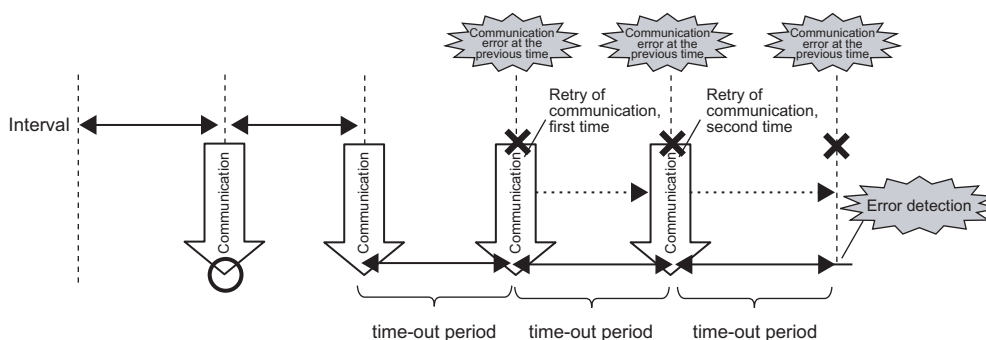 Communication
error at the
previous time
Communication
error at the
previous time
Communication
error at the
previous time
Retry of
communication,
first time
Retry of
communication,
second time
Interval
Communication
Communication
Communication
Communication
Error detection
time-out period
time-out period
time-out period